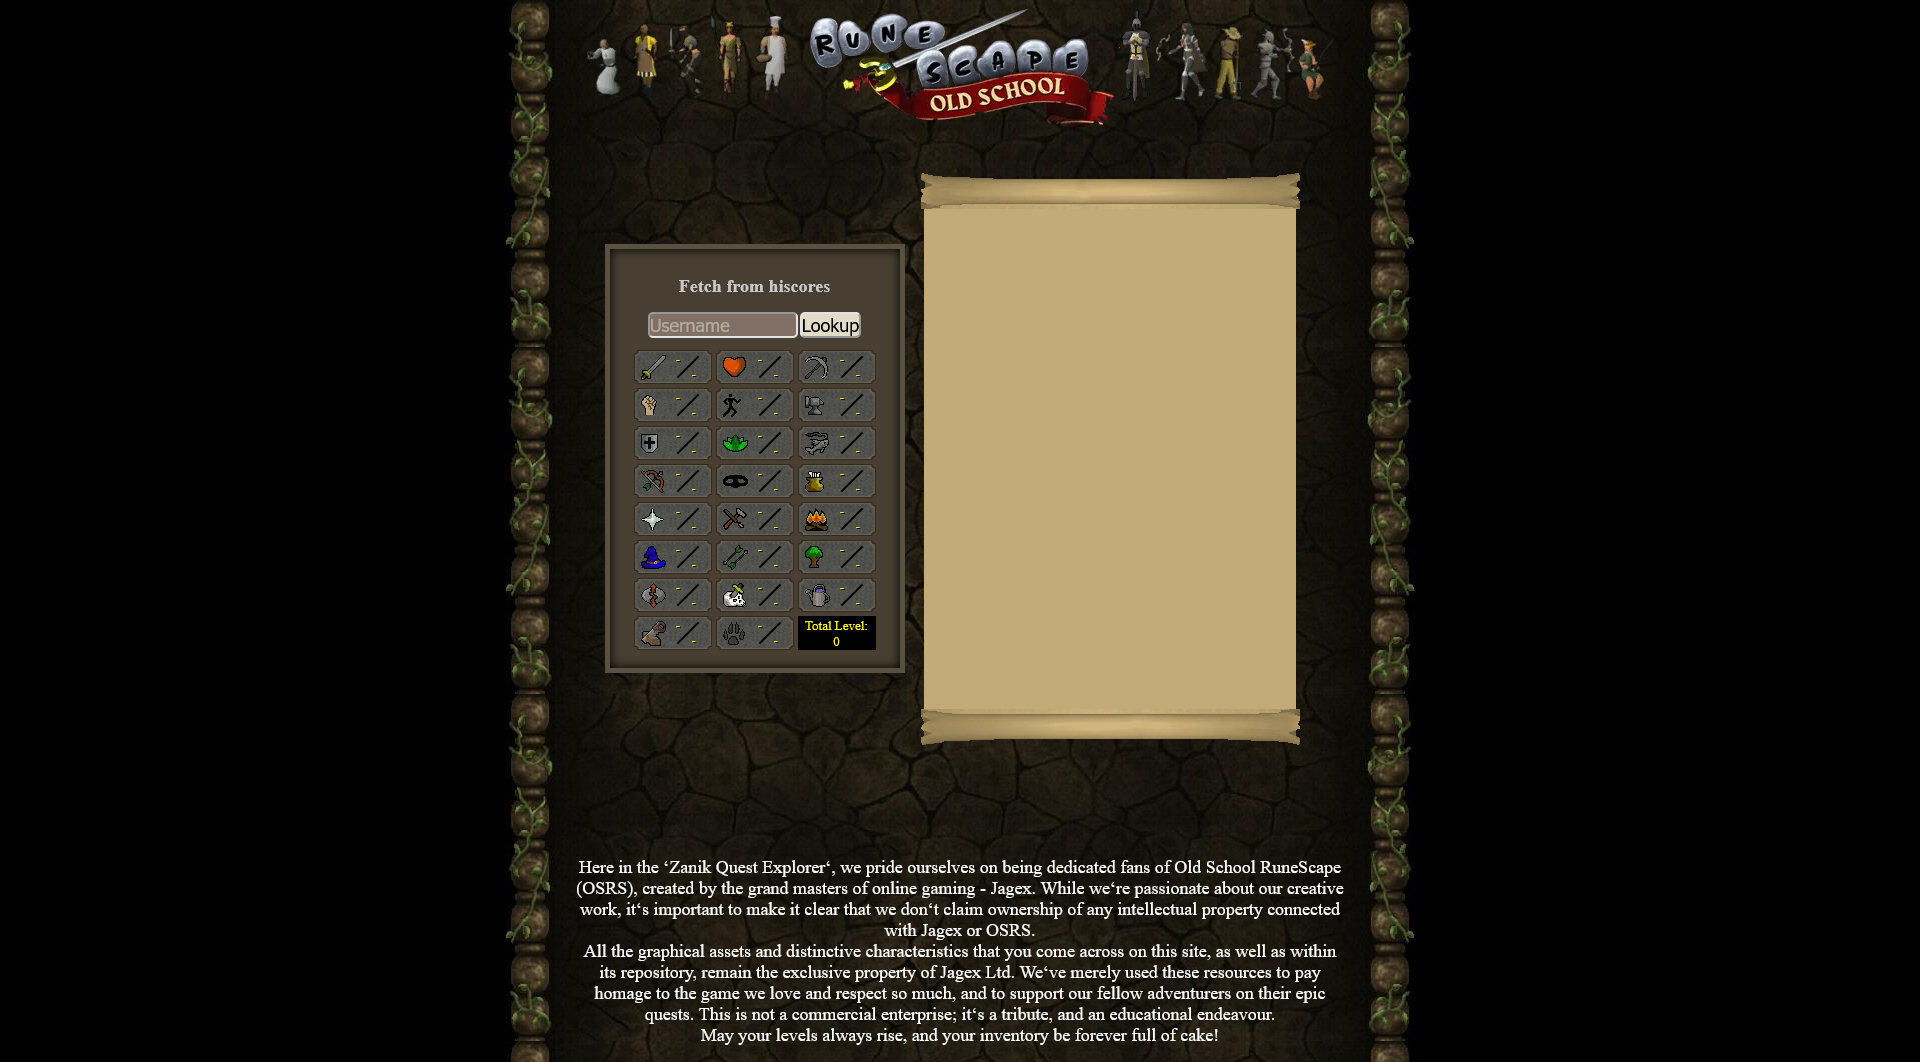 RUNE
SCAPE
OLD SCHOOL
Fetch from hiscores
Username
Lookup
Total Level:
0
Here in the ‘Zanik Quest Explorer‘, we pride ourselves on being dedicated fans of Old School RuneScape
(OSRS), created by the grand masters of online gaming - Jagex. While we‘re passionate about our creative
work, it‘s important to make it clear that we don‘t claim ownership of any intellectual property connected
with Jagex or OSRS.
All the graphical assets and distinctive characteristics that you come across on this site, as well as within
its repository, remain the exclusive property of Jagex Ltd. We‘ve merely used these resources to pay
homage to the game we love and respect so much, and to support our fellow adventurers on their epic
quests. This is not a commercial enterprise; it‘s a tribute, and an educational endeavour.
May your levels always rise, and your inventory be forever full of cake!